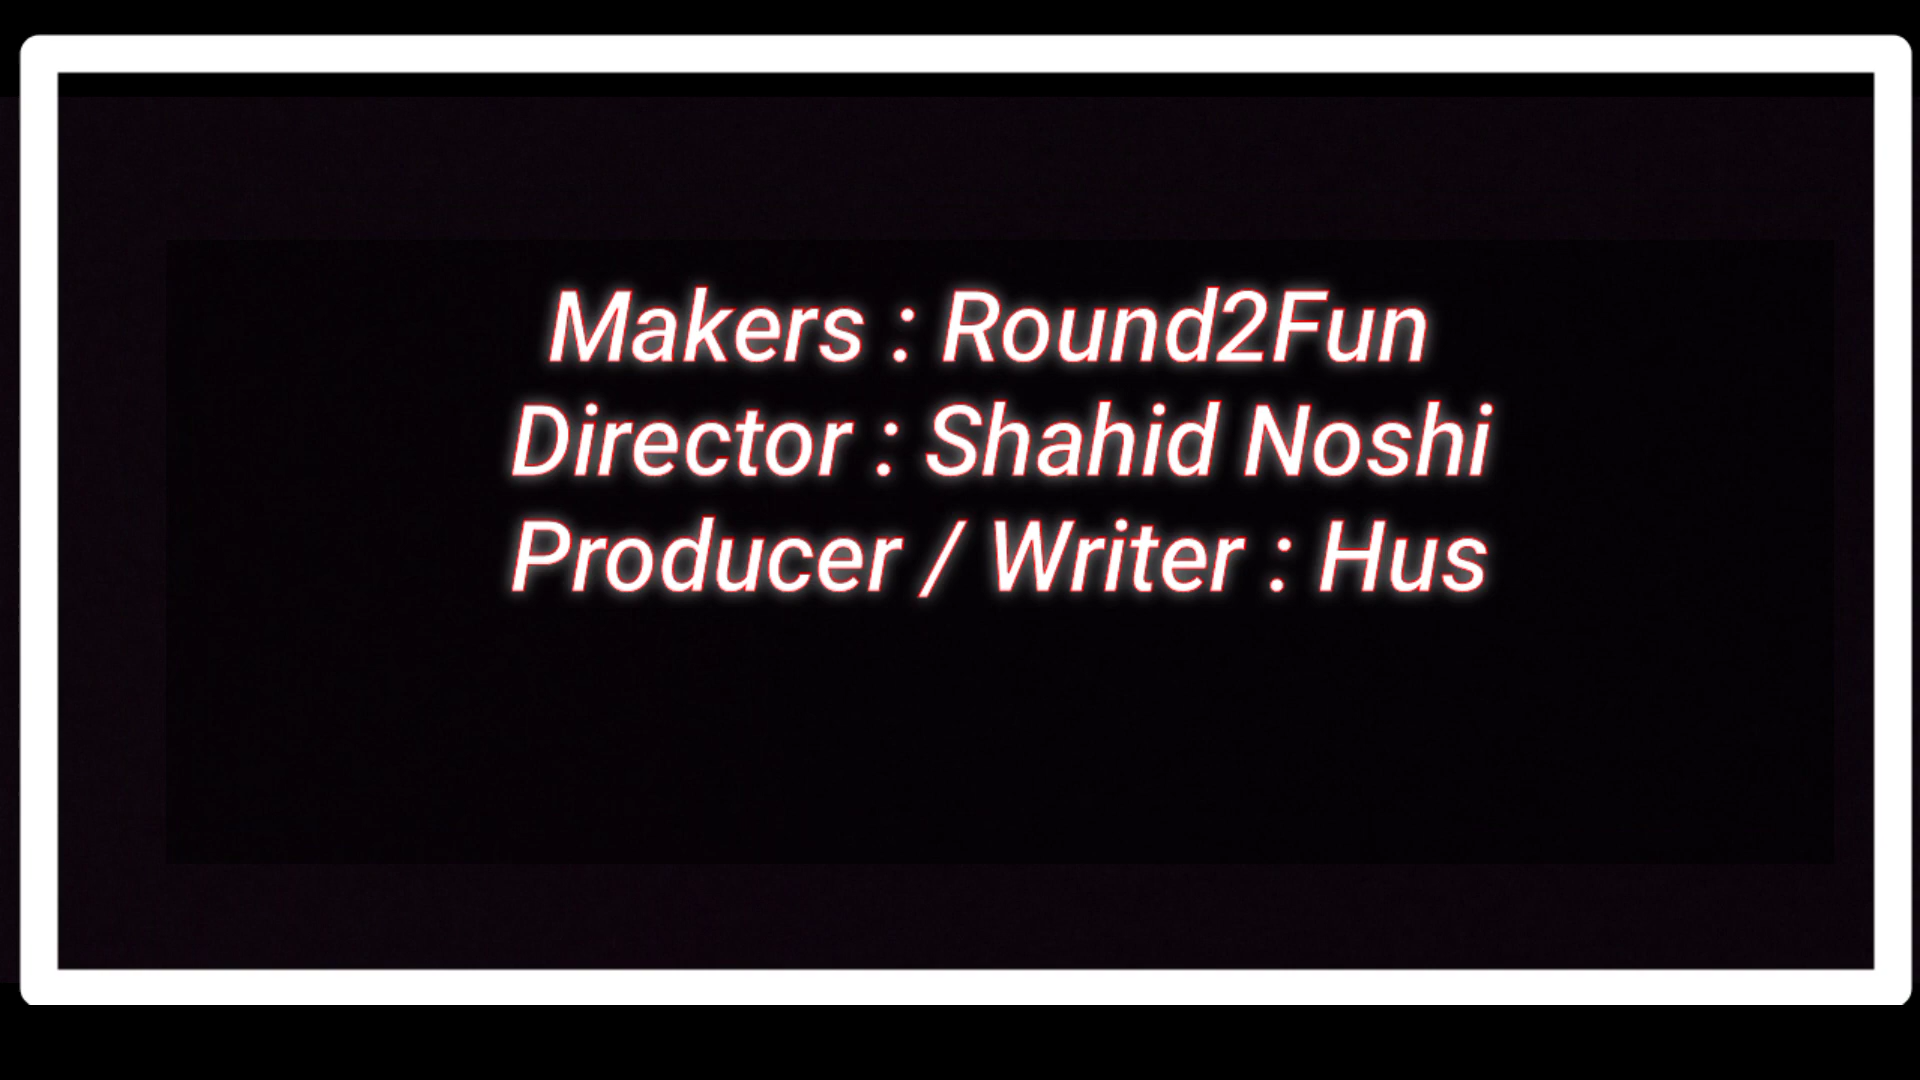 Makers : Round2Fun
Director : Shahid Noshi
Producer / Writer : Hus